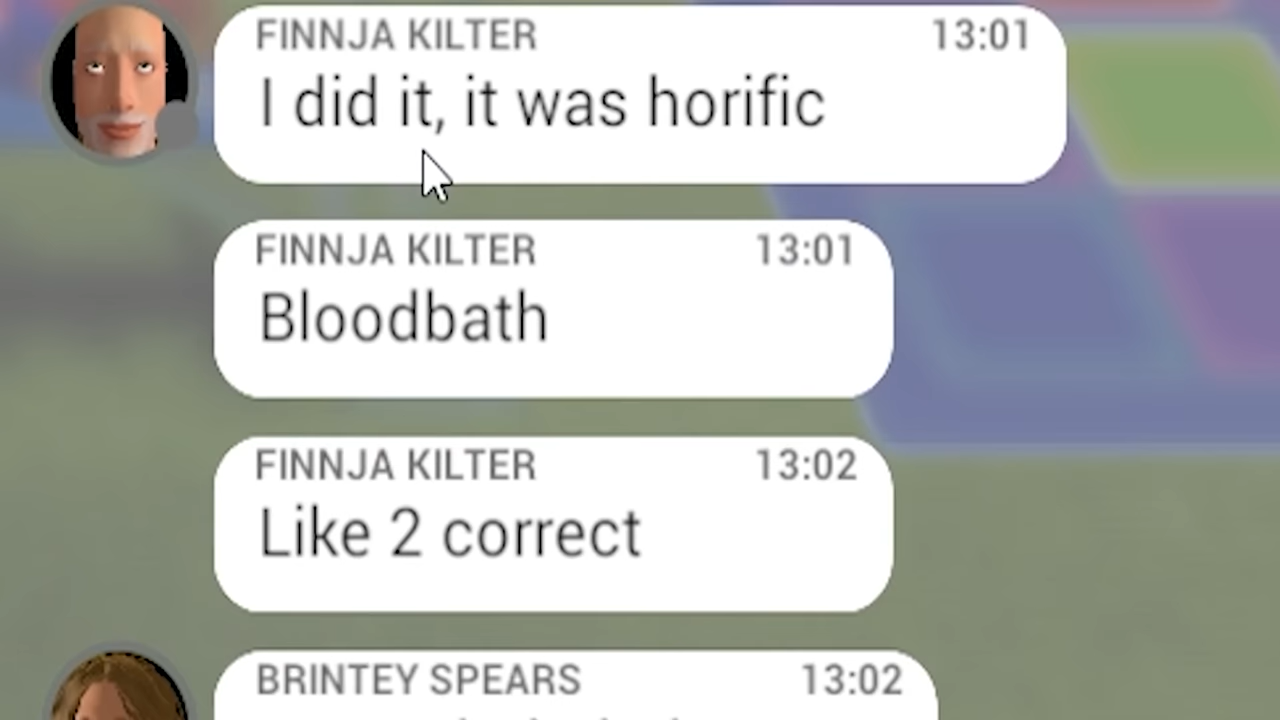 FINNJA KILTER 13:01
I did it, it was horific
FINNJA KILTER 13:01
Bloodbath
FINNJA KILTER 13:02
Like 2 correct
BRINTEY SPEARS 13:02